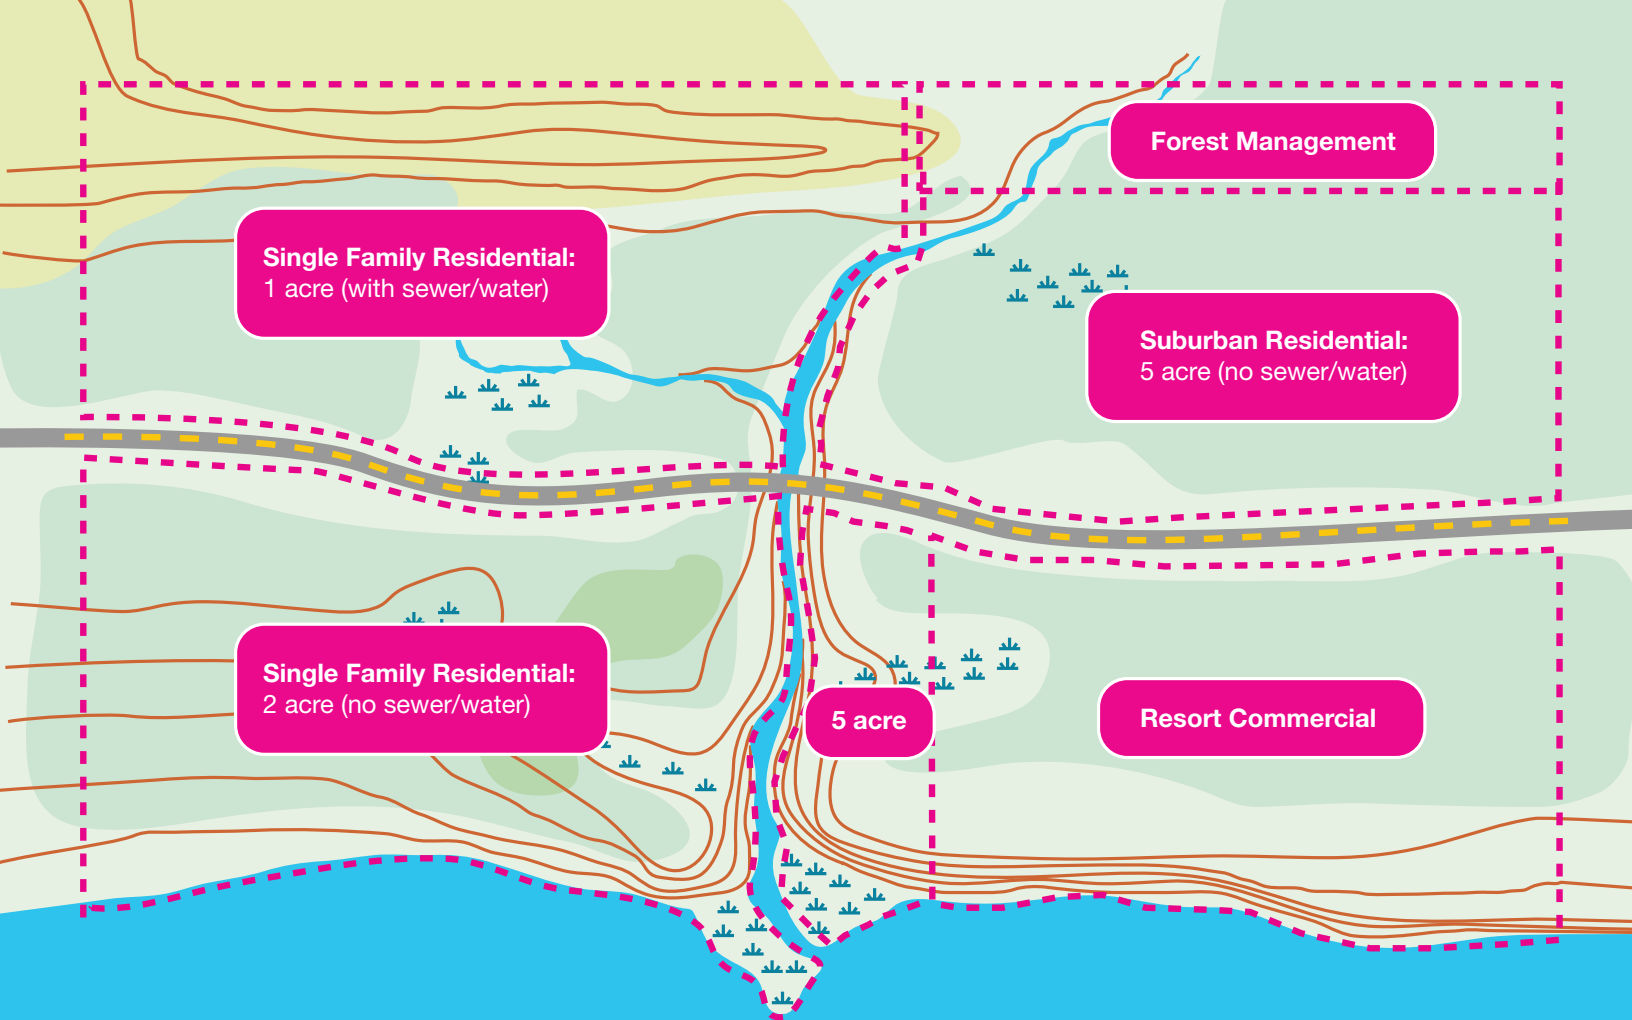 Forest Management
Single Family Residential:
1 acre (with sewer/water)
Suburban Residential:
5 acre (no sewer/water)
Single Family Residential:
2 acre (no sewer/water)
5 acre
Resort Commercial